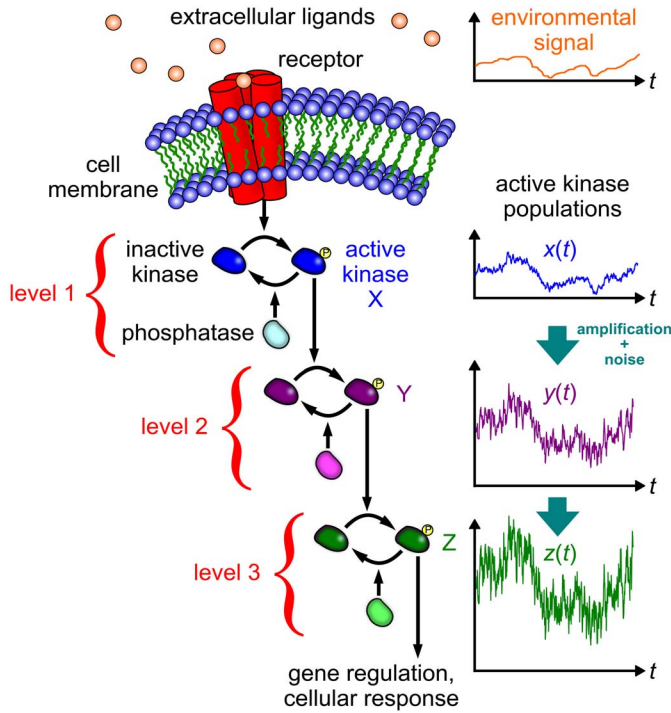 extracellular ligands
receptor
cell
membrane
environmental
signal
t
active kinase
populations
level 1
inactive
kinase
P
active
kinase
X
phosphatase
x(t)
t
amplification
+
noise
level 2
P
Y
y(t)
t
level 3
P
Z
z(t)
t
gene regulation,
cellular response